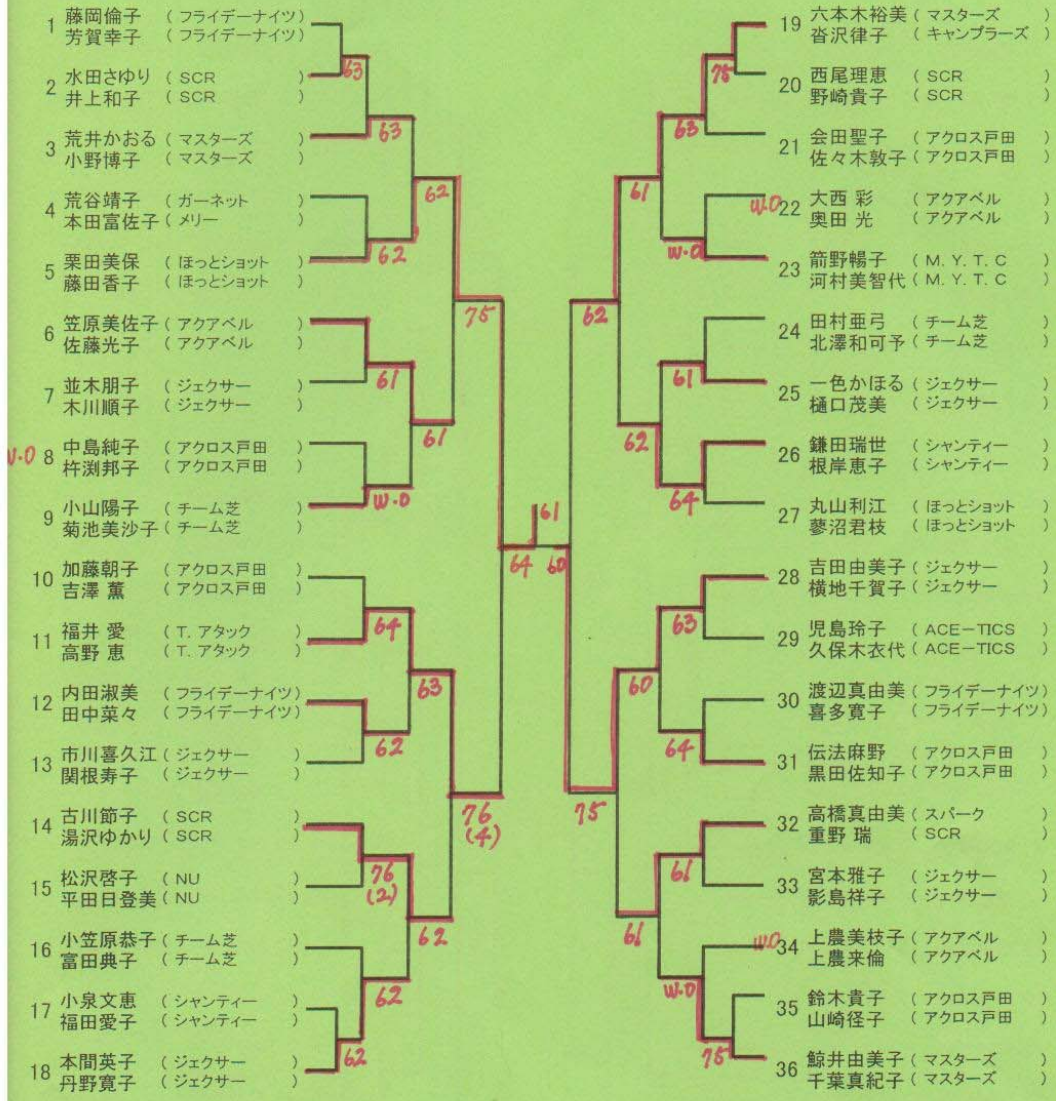 1 藤岡倫子 (フライデーナイツ)
芳賀幸子 (フライデーナイツ)
2 水田さゆり (SCR)
井上和子 (SCR)
63
3 荒井かおる (マスターズ)
小野博子 (マスターズ)
63
4 荒谷靖子 (ガーネット)
本田富佐子 (メリー)
5 栗田美保 (ほっとショット)
藤田香子 (ほっとショット)
62
62
6 笠原美佐子 (アクアベル)
佐藤光子 (アクアベル)
7 並木朋子 (ジェクサー)
木川順子 (ジェクサー)
61
75
W.O 8 中島純子 (アクロス戸田)
杵渕邦子 (アクロス戸田)
61
9 小山陽子 (チーム芝)
菊池美沙子 (チーム芝)
W.O
10 加藤朝子 (アクロス戸田)
吉澤 薫 (アクロス戸田)
11 福井 愛 (T. アタック)
高野 恵 (T. アタック)
64
12 内田淑美 (フライデーナイツ)
田中菜々 (フライデーナイツ)
63
13 市川喜久江 (ジェクサー)
関根寿子 (ジェクサー)
62
14 古川節子 (SCR)
湯沢ゆかり (SCR)
76
(4)
15 松沢啓子 (NU)
平田日登美 (NU)
76
(2)
16 小笠原恭子 (チーム芝)
富田典子 (チーム芝)
62
17 小泉文恵 (シャンティー)
福田愛子 (シャンティー)
62
18 本間英子 (ジェクサー)
丹野寛子 (ジェクサー)
62
61
64
60
19 六本木裕美 (マスターズ)
沓沢律子 (キャンブラーズ)
75
20 西尾理恵 (SCR)
野崎貴子 (SCR)
63
21 会田聖子 (アクロス戸田)
佐々木敦子 (アクロス戸田)
61
W.O 22 大西 彩 (アクアベル)
奥田 光 (アクアベル)
W.O
23 箭野暢子 (M. Y. T. C)
河村美智代 (M. Y. T. C)
62
24 田村亜弓 (チーム芝)
北澤和可予 (チーム芝)
61
25 一色かほる (ジェクサー)
樋口茂美 (ジェクサー)
62
26 鎌田瑞世 (シャンティー)
根岸恵子 (シャンティー)
64
27 丸山利江 (ほっとショット)
蓼沼君枝 (ほっとショット)
28 吉田由美子 (ジェクサー)
横地千賀子 (ジェクサー)
63
29 児島玲子 (ACE-TICS)
久保木衣代 (ACE-TICS)
60
30 渡辺真由美 (フライデーナイツ)
喜多寛子 (フライデーナイツ)
64
31 伝法麻野 (アクロス戸田)
黒田佐知子 (アクロス戸田)
75
32 高橋真由美 (スパーク)
重野 瑞 (SCR)
61
33 宮本雅子 (ジェクサー)
影島祥子 (ジェクサー)
61
W.O 34 上農美枝子 (アクアベル)
上農来倫 (アクアベル)
W.O
35 鈴木貴子 (アクロス戸田)
山崎径子 (アクロス戸田)
75
36 鯨井由美子 (マスターズ)
千葉真紀子 (マスターズ)